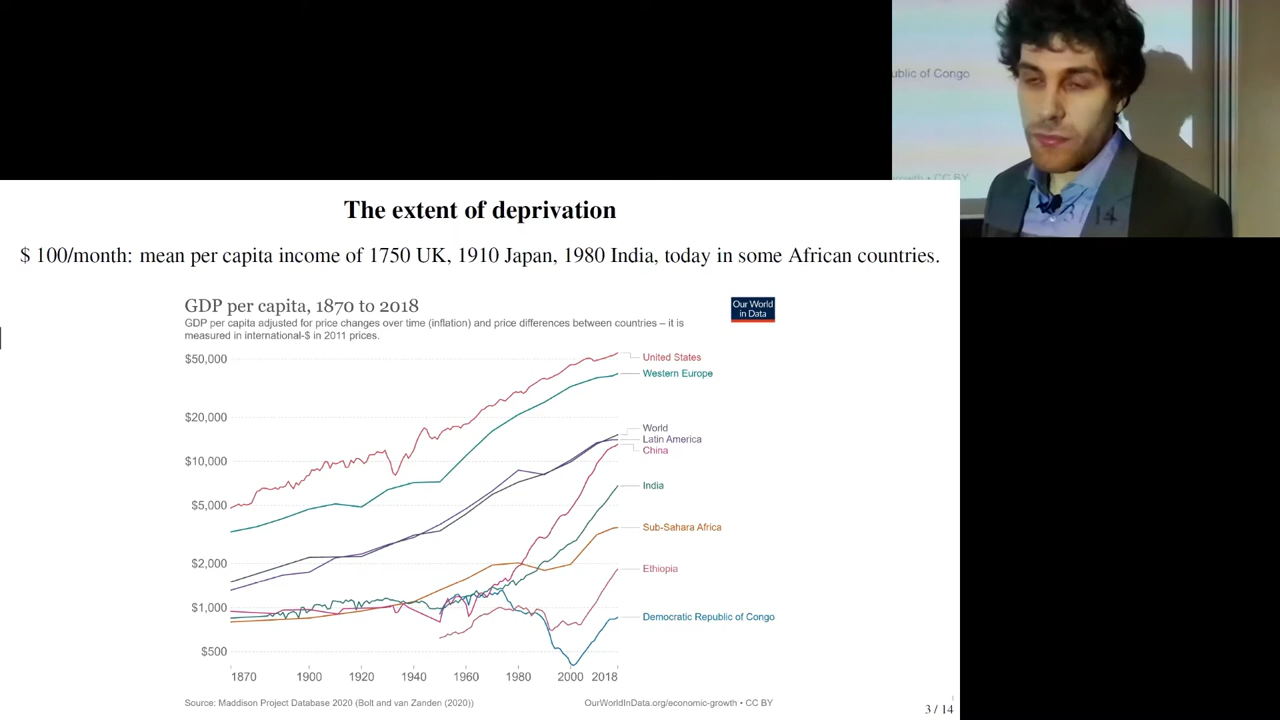 ublic of Congo
The extent of deprivation
$ 100/month: mean per capita income of 1750 UK, 1910 Japan, 1980 India, today in some African countries.
GDP per capita, 1870 to 2018
Our World
in Data
GDP per capita adjusted for price changes over time (inflation) and price differences between countries – it is
measured in international-$ in 2011 prices.
$50,000
$20,000
$10,000
$5,000
$2,000
$1,000
$500
United States
Western Europe
World
Latin America
China
India
Sub-Sahara Africa
Ethiopia
Democratic Republic of Congo
1870 1900 1920 1940 1960 1980 2000 2018
Source: Maddison Project Database 2020 (Bolt and van Zanden (2020))
OurWorldInData.org/economic-growth • CC BY
3 / 14